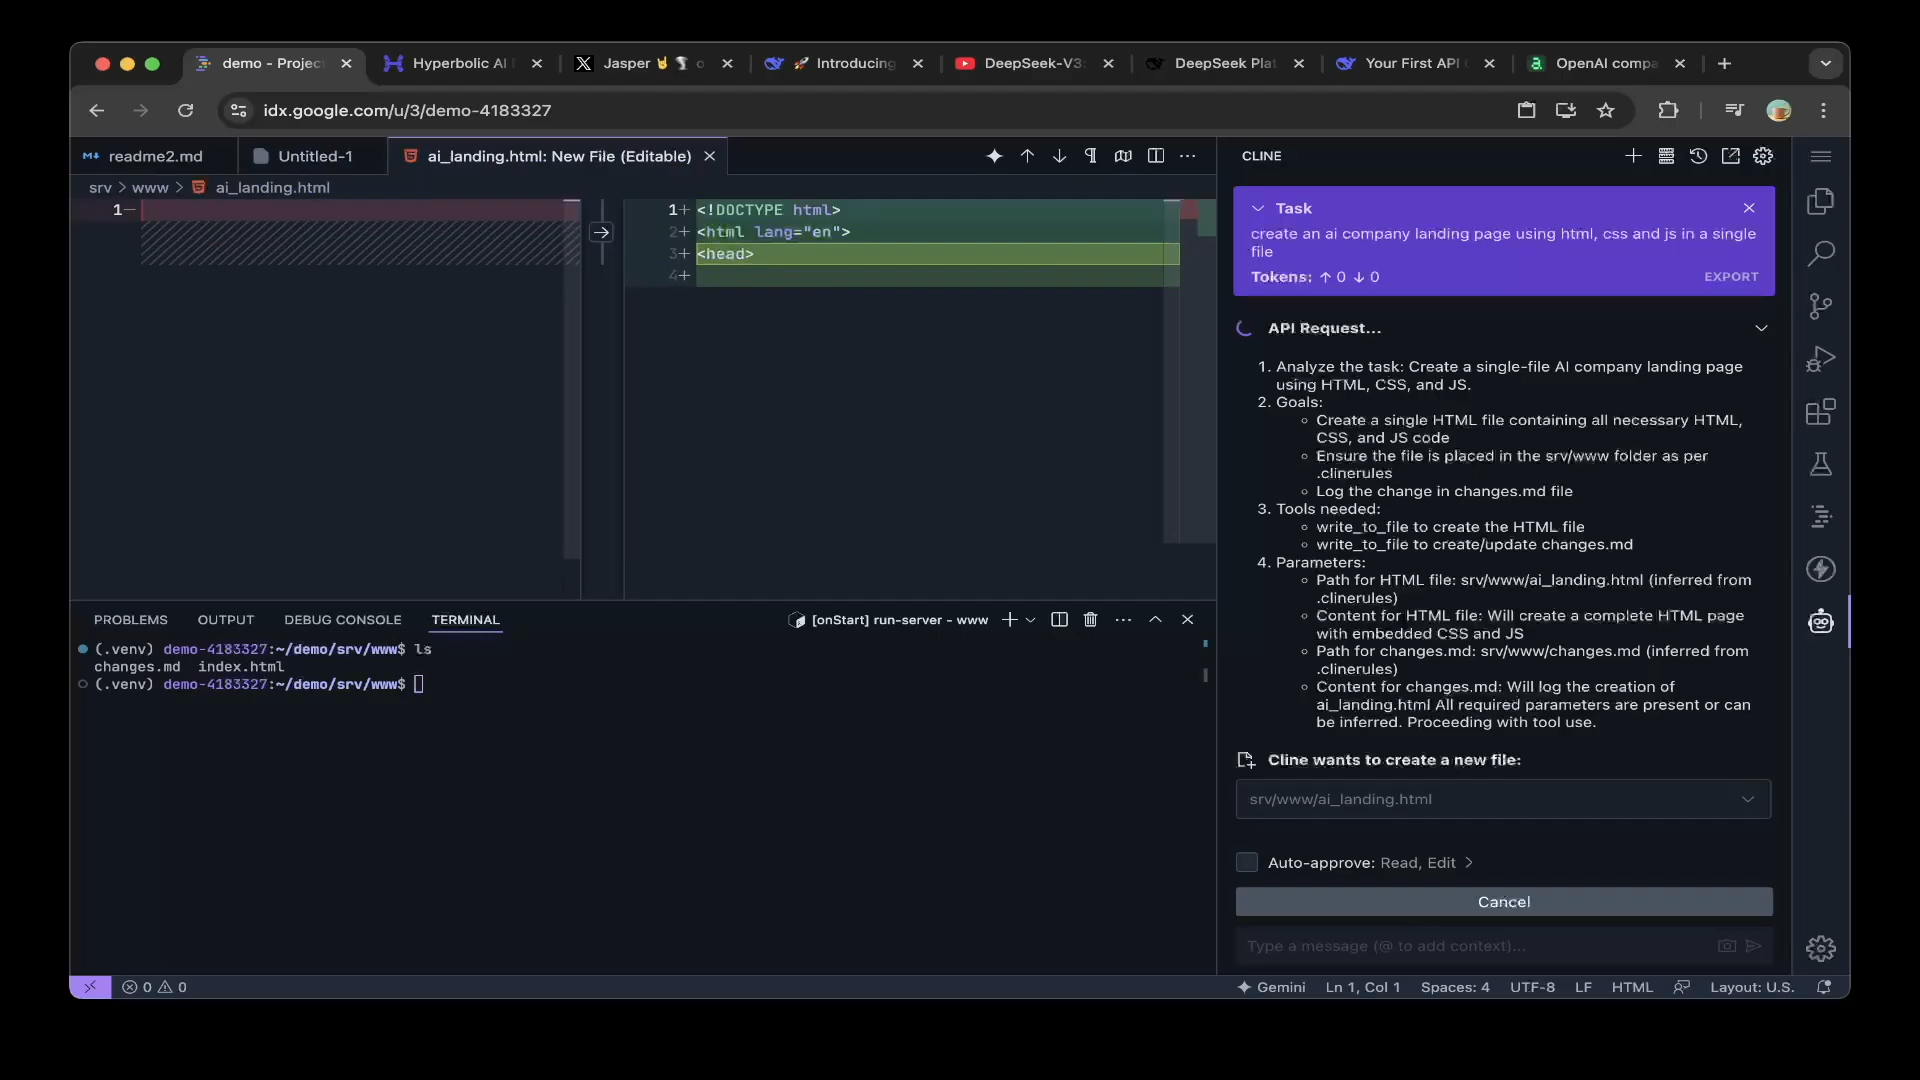 demo - Projec
Hyperbolic AI
Jasper
Introducing
DeepSeek-V3
DeepSeek Plat
Your First API
OpenAI compa
idx.google.com/u/3/demo-4183327
readme2.md
Untitled-1
ai_landing.html: New File (Editable)
srv > www > ai_landing.html
1−
1+ <!DOCTYPE html>
2+ <html lang="en">
3+ <head>
4+
PROBLEMS OUTPUT DEBUG CONSOLE TERMINAL
[onStart] run-server - www
(.venv) demo-4183327:~/demo/srv/www$ ls
changes.md index.html
(.venv) demo-4183327:~/demo/srv/www$
CLINE
Task
create an ai company landing page using html, css and js in a single
file
Tokens: ↑ 0 ↓ 0
EXPORT
API Request...
1. Analyze the task: Create a single-file AI company landing page
using HTML, CSS, and JS.
2. Goals:
Create a single HTML file containing all necessary HTML,
CSS, and JS code
Ensure the file is placed in the srv/www folder as per
.clinerules
Log the change in changes.md file
3. Tools needed:
write_to_file to create the HTML file
write_to_file to create/update changes.md
4. Parameters:
Path for HTML file: srv/www/ai_landing.html (inferred from
.clinerules)
Content for HTML file: Will create a complete HTML page
with embedded CSS and JS
Path for changes.md: srv/www/changes.md (inferred from
.clinerules)
Content for changes.md: Will log the creation of
ai_landing.html All required parameters are present or can
be inferred. Proceeding with tool use.
Cline wants to create a new file:
srv/www/ai_landing.html
Auto-approve: Read, Edit >
Cancel
Type a message (@ to add context)...
0 0
Gemini Ln 1, Col 1 Spaces: 4 UTF-8 LF HTML Layout: U.S.